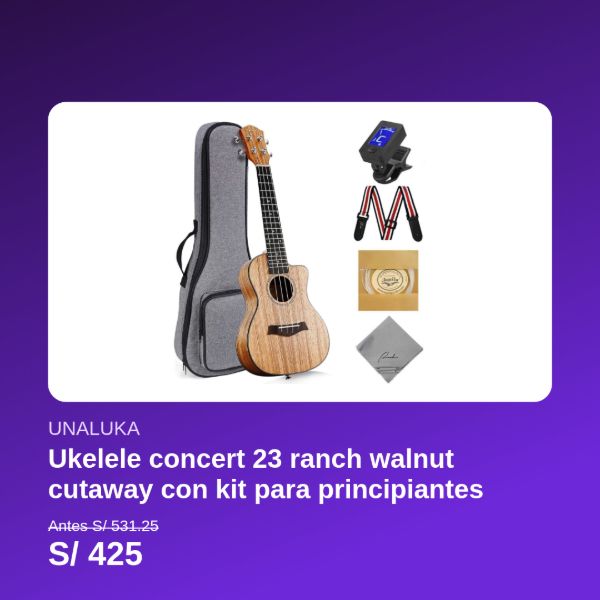 UNALUKA
Ukelele concert 23 ranch walnut
cutaway con kit para principiantes
Antes S/ 531.25
S/ 425